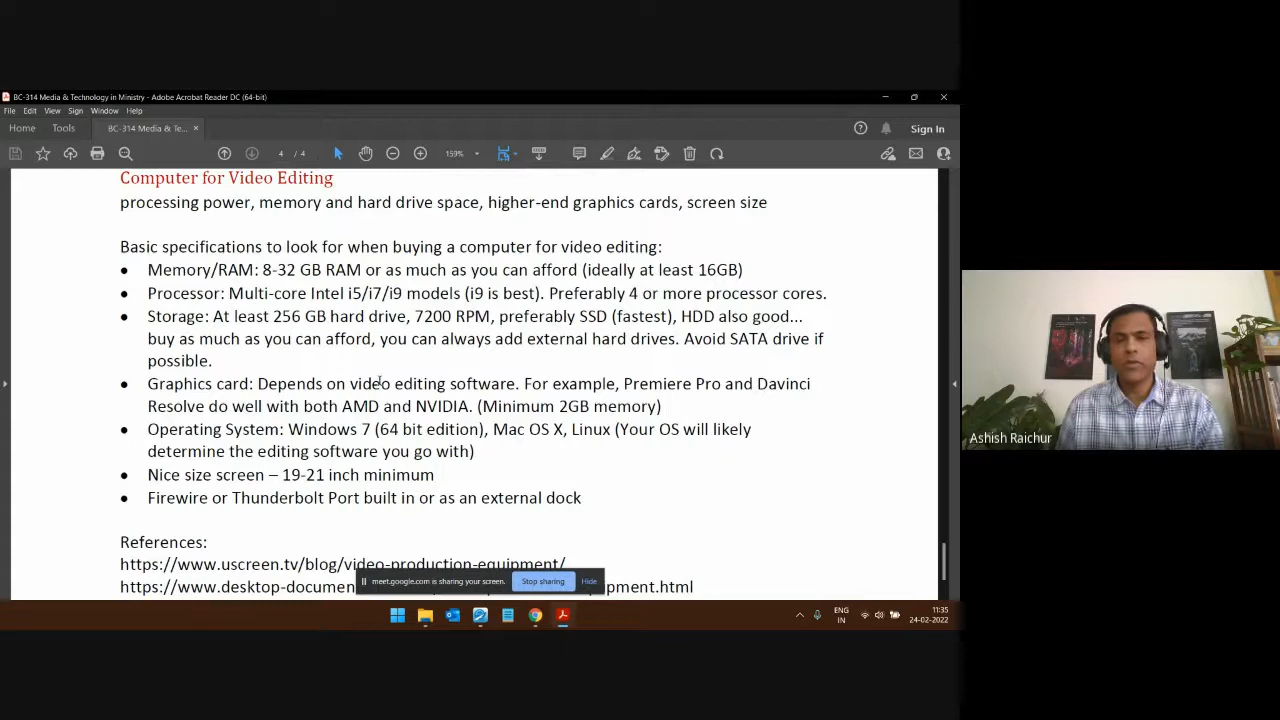 BC-314 Media & Technology in Ministry - Adobe Acrobat Reader DC (64-bit)
File Edit View Sign Window Help
Home Tools BC-314 Media & Te... × Sign In
4 / 4 159%
Computer for Video Editing
processing power, memory and hard drive space, higher-end graphics cards, screen size
Basic specifications to look for when buying a computer for video editing:
• Memory/RAM: 8-32 GB RAM or as much as you can afford (ideally at least 16GB)
• Processor: Multi-core Intel i5/i7/i9 models (i9 is best). Preferably 4 or more processor cores.
• Storage: At least 256 GB hard drive, 7200 RPM, preferably SSD (fastest), HDD also good...
buy as much as you can afford, you can always add external hard drives. Avoid SATA drive if
possible.
• Graphics card: Depends on video editing software. For example, Premiere Pro and Davinci
Resolve do well with both AMD and NVIDIA. (Minimum 2GB memory)
• Operating System: Windows 7 (64 bit edition), Mac OS X, Linux (Your OS will likely
determine the editing software you go with)
• Nice size screen – 19-21 inch minimum
• Firewire or Thunderbolt Port built in or as an external dock
References:
https://www.uscreen.tv/blog/video-production-equipment/
https://www.desktop-documen
pment.html
meet.google.com is sharing your screen. Stop sharing Hide
ENG
IN
11:35
24-02-2022
Ashish Raichur